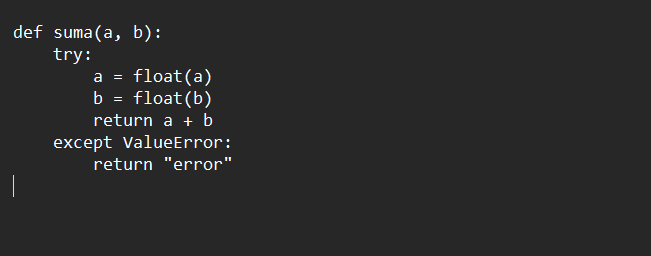 def suma(a, b):
    try:
        a = float(a)
        b = float(b)
        return a + b
    except ValueError:
        return "error"